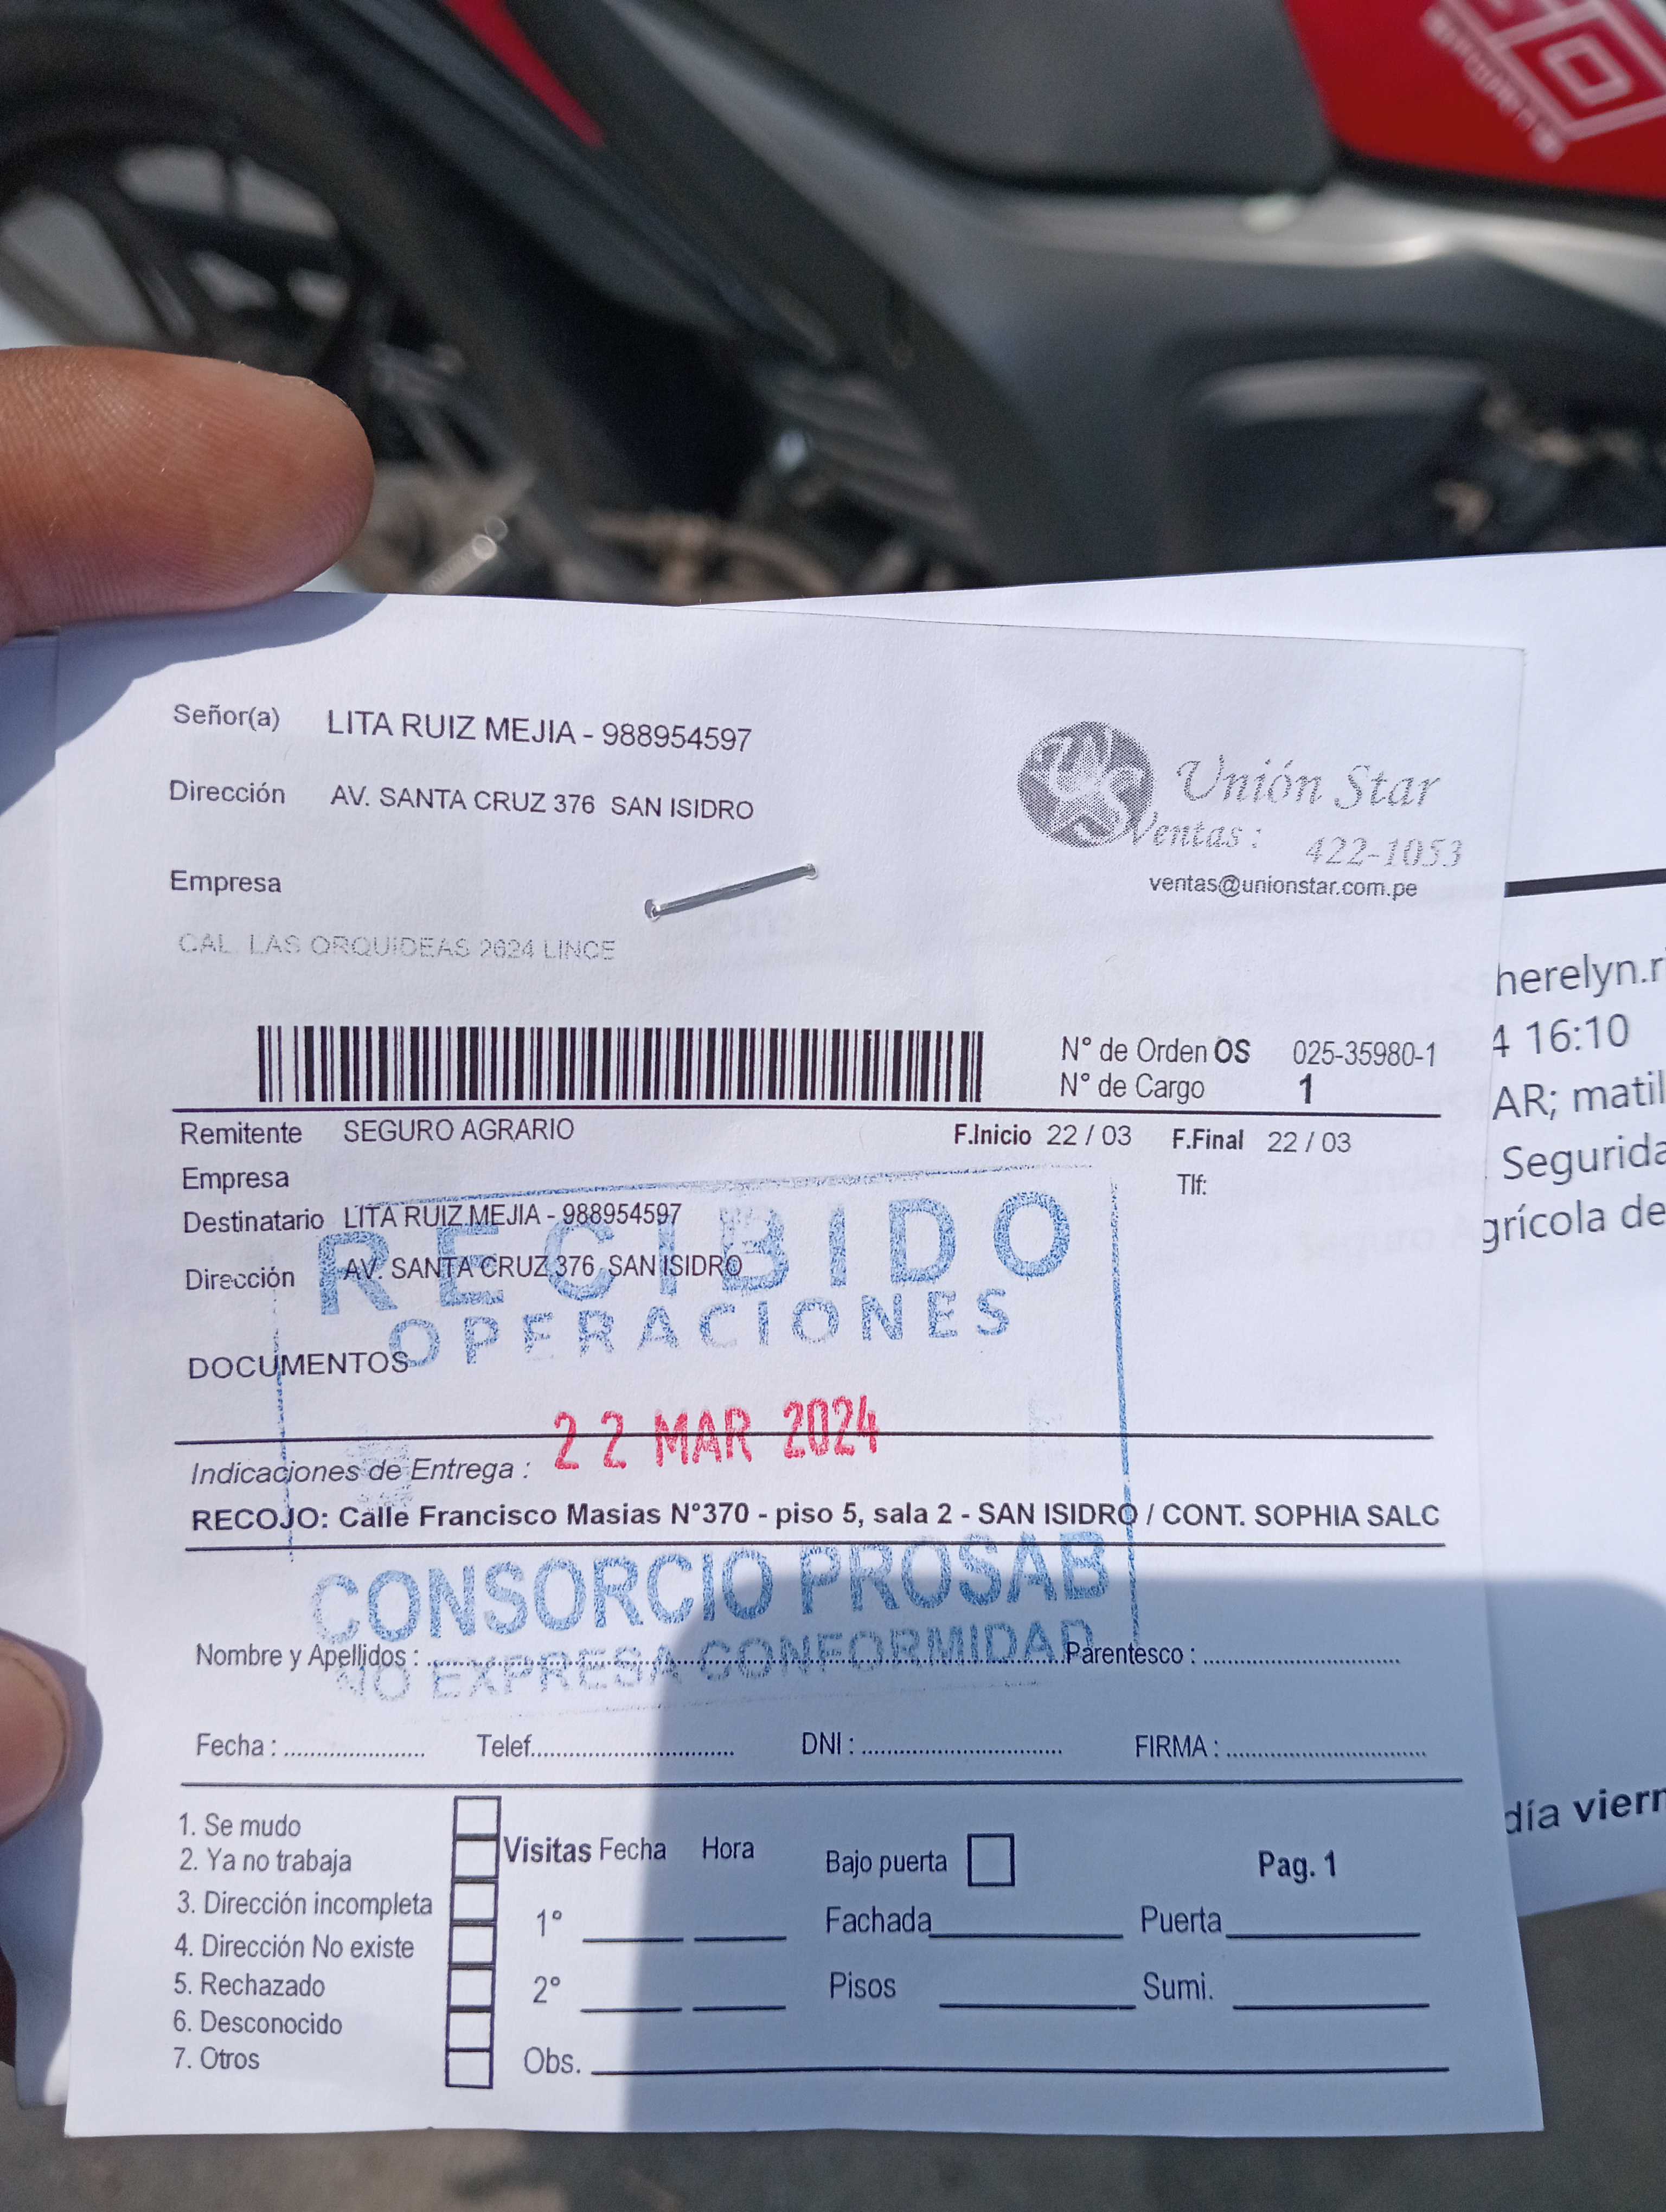 Señor(a) LITA RUIZ MEJIA - 988954597
Dirección AV. SANTA CRUZ 376 SAN ISIDRO
Unión Star
Ventas : 422-1053
ventas@unionstar.com.pe
Empresa
CAL. LAS ORQUIDEAS 2624 LINCE
N° de Orden OS 025-35980-1
N° de Cargo 1
Remitente SEGURO AGRARIO F.Inicio 22 / 03 F.Final 22 / 03
Empresa Tlf:
Destinatario LITA RUIZ MEJIA - 988954597
Dirección AV. SANTA CRUZ 376 SAN ISIDRO
RECIBIDO
OPERACIONES
DOCUMENTOS
22 MAR 2024
Indicaciones de Entrega :
RECOJO: Calle Francisco Masias N°370 - piso 5, sala 2 - SAN ISIDRO / CONT. SOPHIA SALC
CONSORCIO PROSAB
NO EXPRESA CONFORMIDAD
Nombre y Apellidos : Parentesco :
Fecha : Telef. DNI : FIRMA :
1. Se mudo
2. Ya no trabaja
3. Dirección incompleta
4. Dirección No existe
5. Rechazado
6. Desconocido
7. Otros
Visitas Fecha Hora
1°
2°
Obs.
Bajo puerta
Pag. 1
Fachada Puerta
Pisos Sumi.
herelyn.r
4 16:10
AR; matil
Segurida
grícola de
día viern